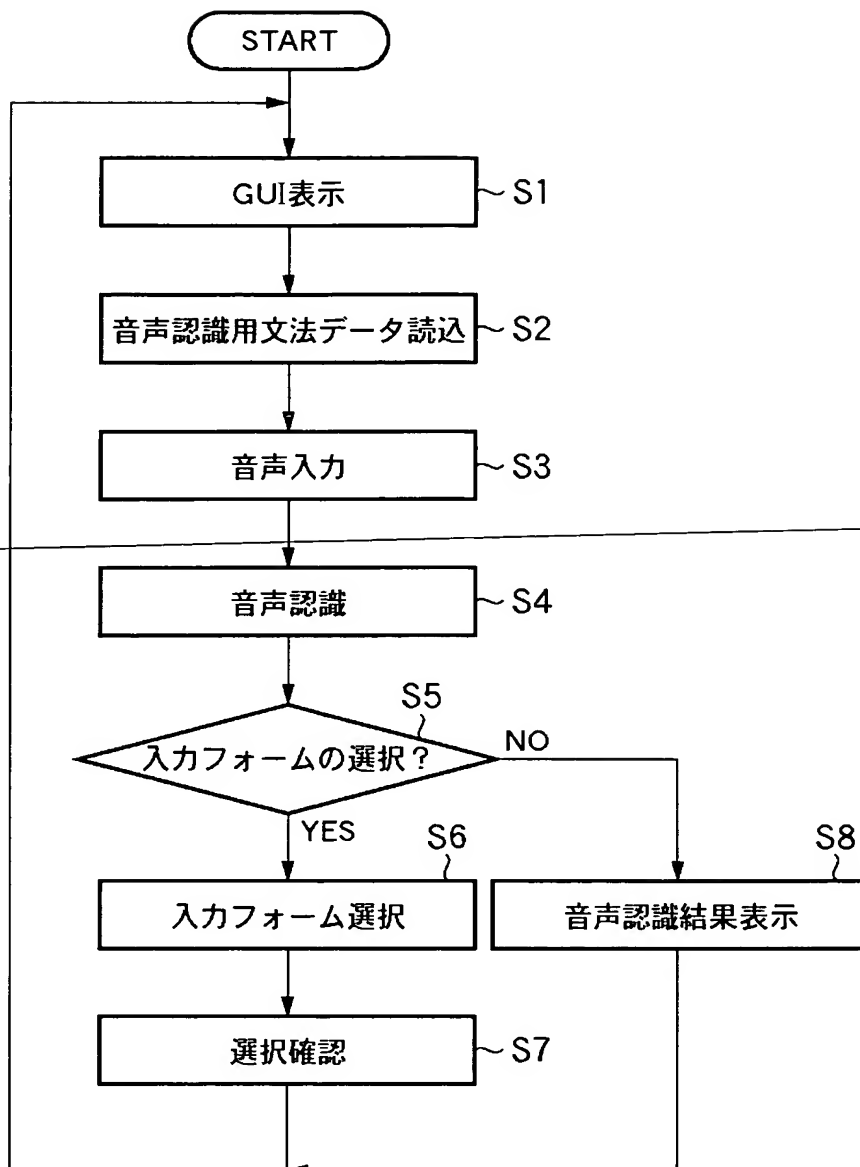 START
GUI表示
S1
音声認識用文法データ読込
S2
音声入力
S3
音声認識
S4
S5
入力フォームの選択?
NO
YES
S6
入力フォーム選択
S8
音声認識結果表示
選択確認
S7